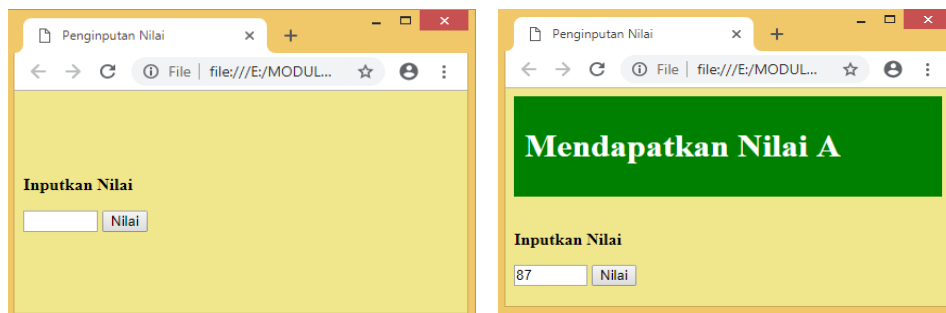 Penginputan Nilai
File | file:///E:/MODUL...
Inputkan Nilai
Nilai
Penginputan Nilai
File | file:///E:/MODUL...
Mendapatkan Nilai A
Inputkan Nilai
87 Nilai